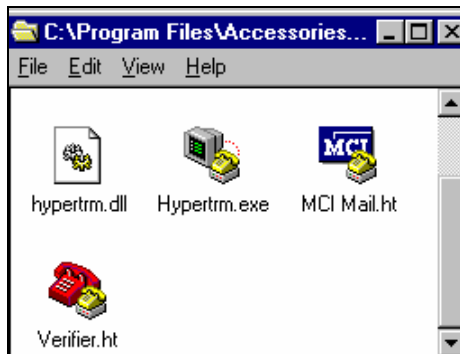 C:\Program Files\Accessories...
File Edit View Help
MCI
hypertrm.dll Hypertrm.exe MCI Mail.ht
Verifier.ht